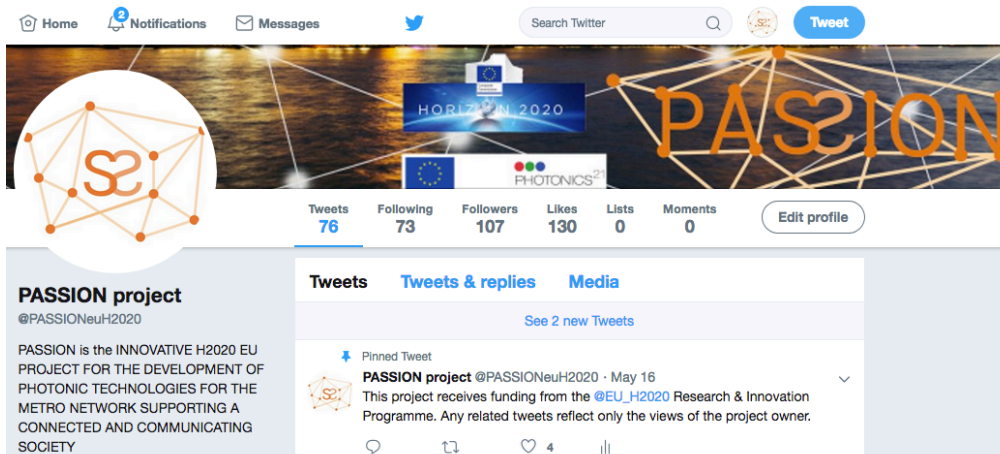 Home
2
Notifications
Messages
Search Twitter
Tweet
HORIZON 2020
PASSION
PHOTONICS21
SS
Tweets
76
Following
73
Followers
107
Likes
130
Lists
0
Moments
0
Edit profile
PASSION project
@PASSIONeuH2020
PASSION is the INNOVATIVE H2020 EU
PROJECT FOR THE DEVELOPMENT OF
PHOTONIC TECHNOLOGIES FOR THE
METRO NETWORK SUPPORTING A
CONNECTED AND COMMUNICATING
SOCIETY
Tweets
Tweets & replies
Media
See 2 new Tweets
Pinned Tweet
PASSION project @PASSIONeuH2020 · May 16
This project receives funding from the @EU_H2020 Research & Innovation
Programme. Any related tweets reflect only the views of the project owner.
4